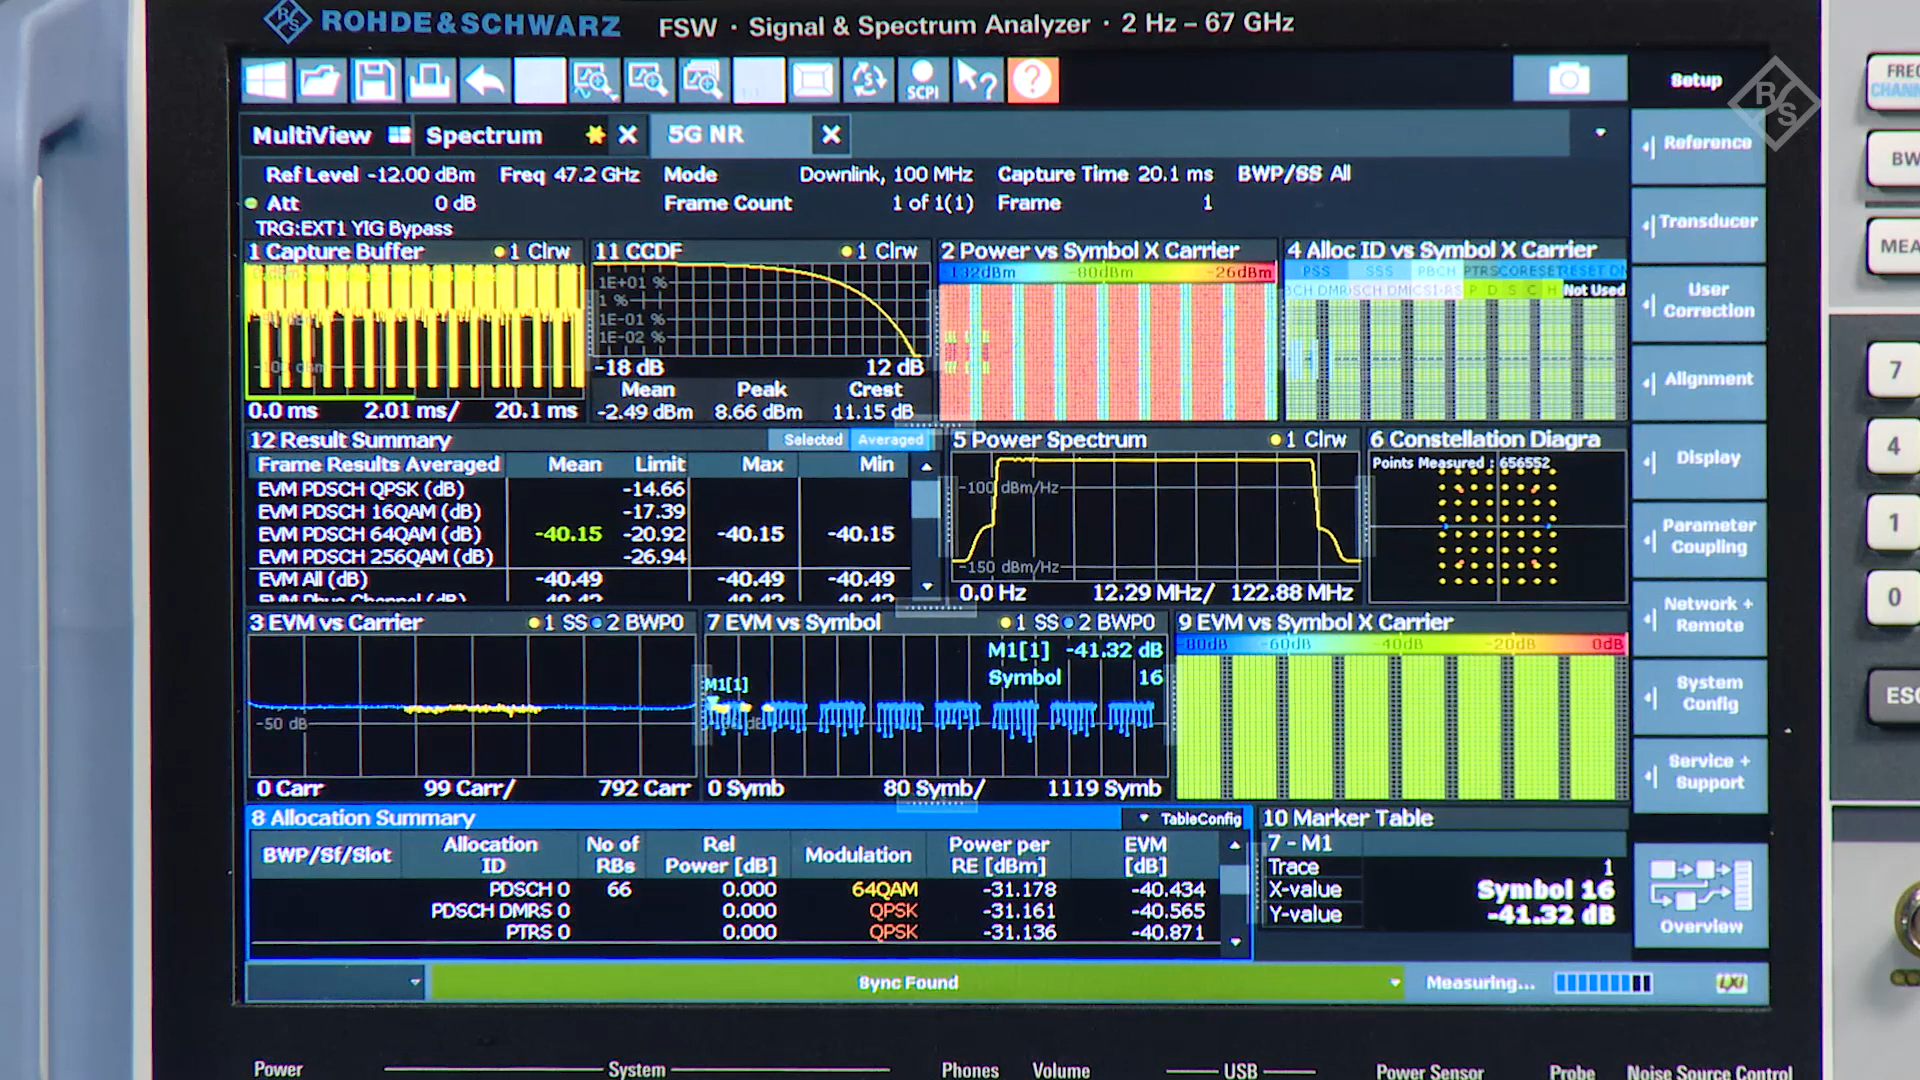 ROHDE & SCHWARZ FSW · Signal & Spectrum Analyzer · 2 Hz – 67 GHz
SCPI
Setup
R&S
MultiView
Spectrum
5G NR
Ref Level -12.00 dBm Freq 47.2 GHz Mode Downlink, 100 MHz Capture Time 20.1 ms BWP/SS All
Att 0 dB Frame Count 1 of 1(1) Frame 1
TRG:EXT1 YIG Bypass
1 Capture Buffer 1 Clrw
0.0 ms 2.01 ms/ 20.1 ms
11 CCDF 1 Clrw
1E+01 %
1 %
1E-01 %
1E-02 %
-18 dB 12 dB
Mean Peak Crest
-2.49 dBm 8.66 dBm 11.15 dB
2 Power vs Symbol X Carrier
-132dBm -80dBm -26dBm
4 Alloc ID vs Symbol X Carrier
PSS SSS PBCH PTRS CORESET
Not Used
12 Result Summary Selected Averaged
Frame Results Averaged Mean Limit Max Min
EVM PDSCH QPSK (dB) -14.66
EVM PDSCH 16QAM (dB) -17.39
EVM PDSCH 64QAM (dB) -40.15 -20.92 -40.15 -40.15
EVM PDSCH 256QAM (dB) -26.94
EVM All (dB) -40.49 -40.49 -40.49
5 Power Spectrum 1 Clrw
-100 dBm/Hz
-150 dBm/Hz
0.0 Hz 12.29 MHz/ 122.88 MHz
6 Constellation Diagra
Points Measured : 656552
3 EVM vs Carrier 1 SS 2 BWP0
-50 dB
0 Carr 99 Carr/ 792 Carr
7 EVM vs Symbol 1 SS 2 BWP0
M1[1] -41.32 dB
Symbol 16
M1[1]
0 Symb 80 Symb/ 1119 Symb
9 EVM vs Symbol X Carrier
-80dB -60dB -40dB -20dB 0dB
8 Allocation Summary TableConfig
BWP/Sf/Slot Allocation ID No of RBs Rel Power [dB] Modulation Power per RE [dBm] EVM [dB]
PDSCH 0 66 0.000 64QAM -31.178 -40.434
PDSCH DMRS 0 0.000 QPSK -31.161 -40.565
PTRS 0 0.000 QPSK -31.136 -40.871
10 Marker Table
7 - M1
Trace 1
X-value Symbol 16
Y-value -41.32 dB
Sync Found
Measuring...
LXI
Reference
Transducer
User
Correction
Alignment
Display
Parameter
Coupling
Network +
Remote
System
Config
Service +
Support
Overview
BW
MEA
7
4
1
0
ESC
Power System Phones Volume USB Power Sensor Probe Noise Source Control